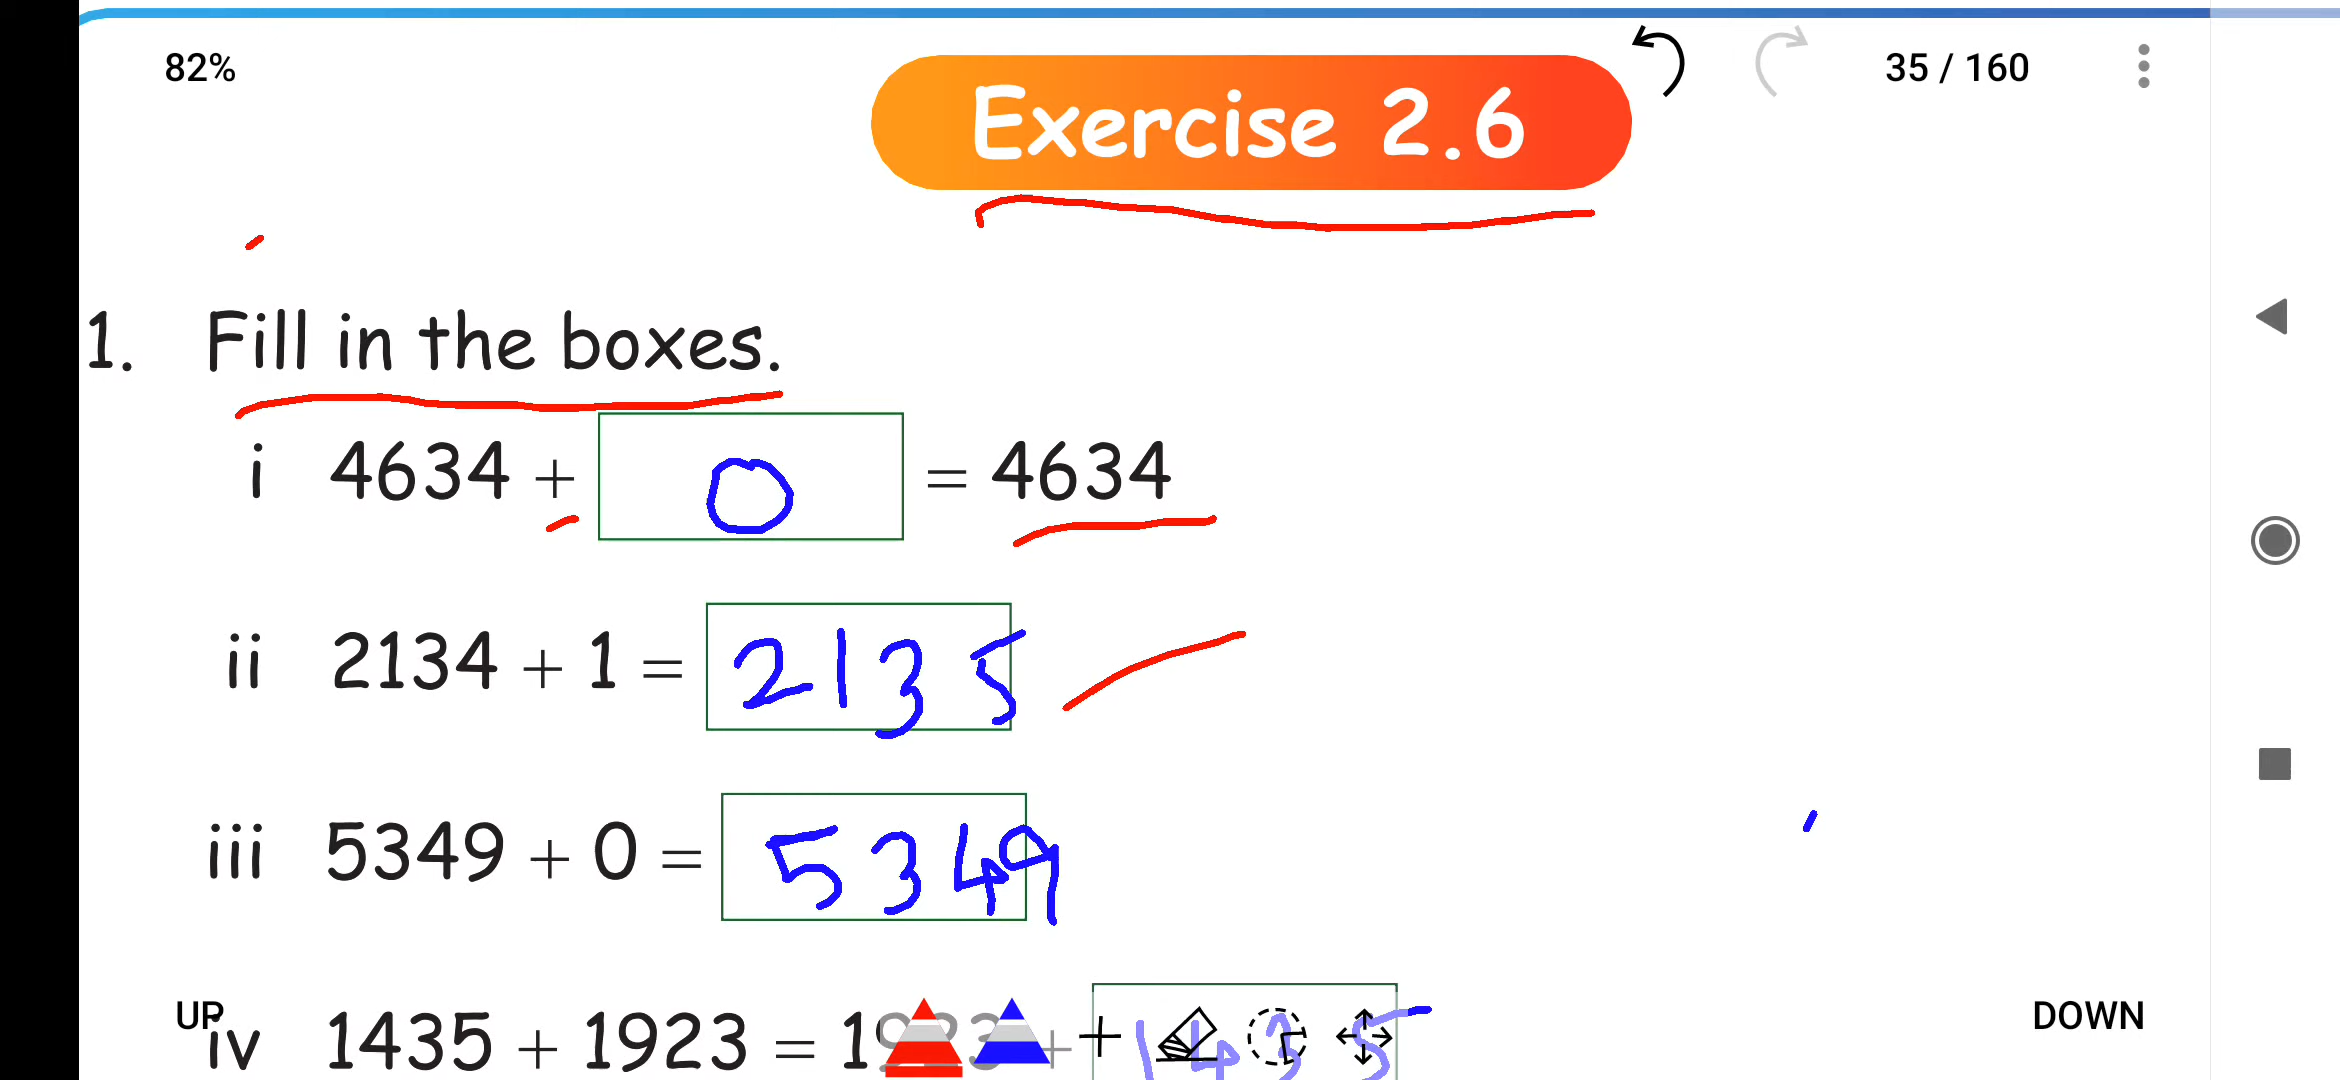 82%
Exercise 2.6
35 / 160
1. Fill in the boxes.
i 4634 + 0 = 4634
ii 2134 + 1 = 2135
iii 5349 + 0 = 5349
UP
iv 1435 + 1923 = 1923 + 1435
DOWN